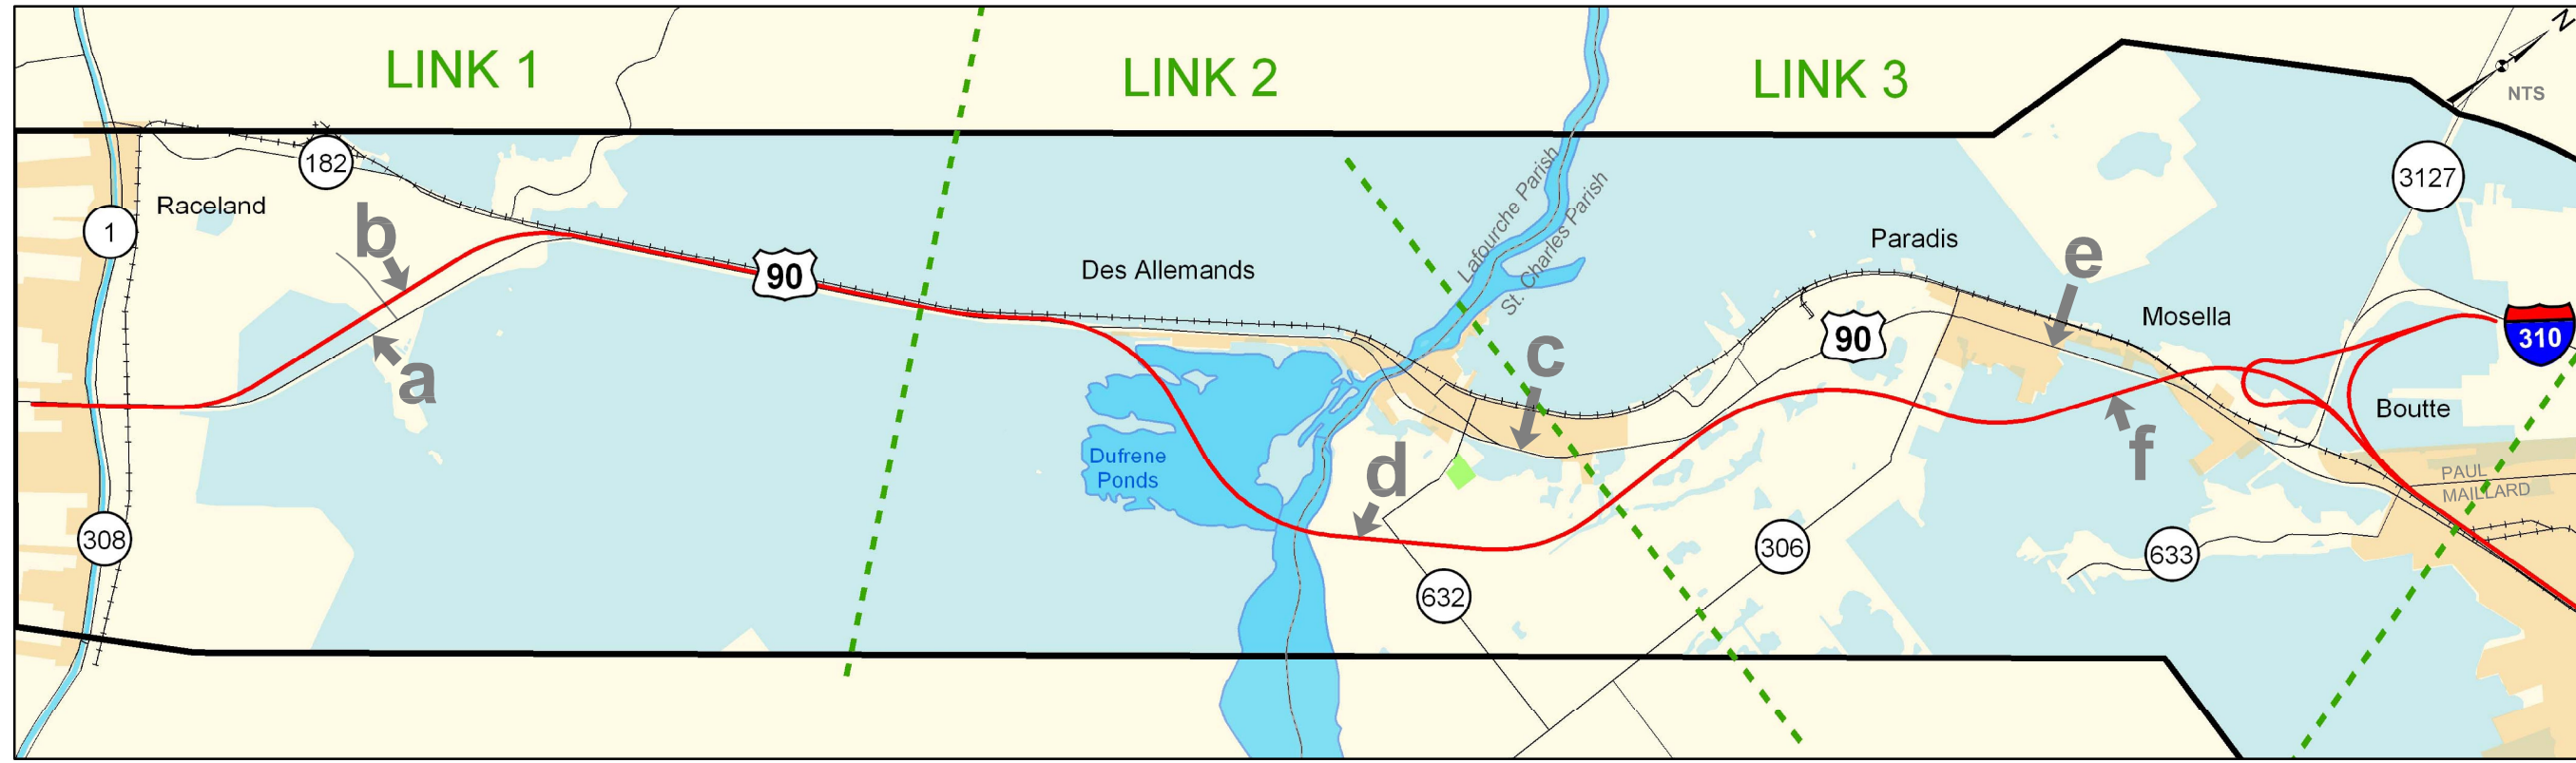 LINK 1
LINK 2
LINK 3
N
NTS
182
3127
Raceland
b
1
Lafourche Parish
St. Charles Parish
Paradis
e
90
Des Allemands
Mosella
90
310
a
c
Boutte
Dufrene
Ponds
d
f
PAUL
MAILLARD
308
632
306
633